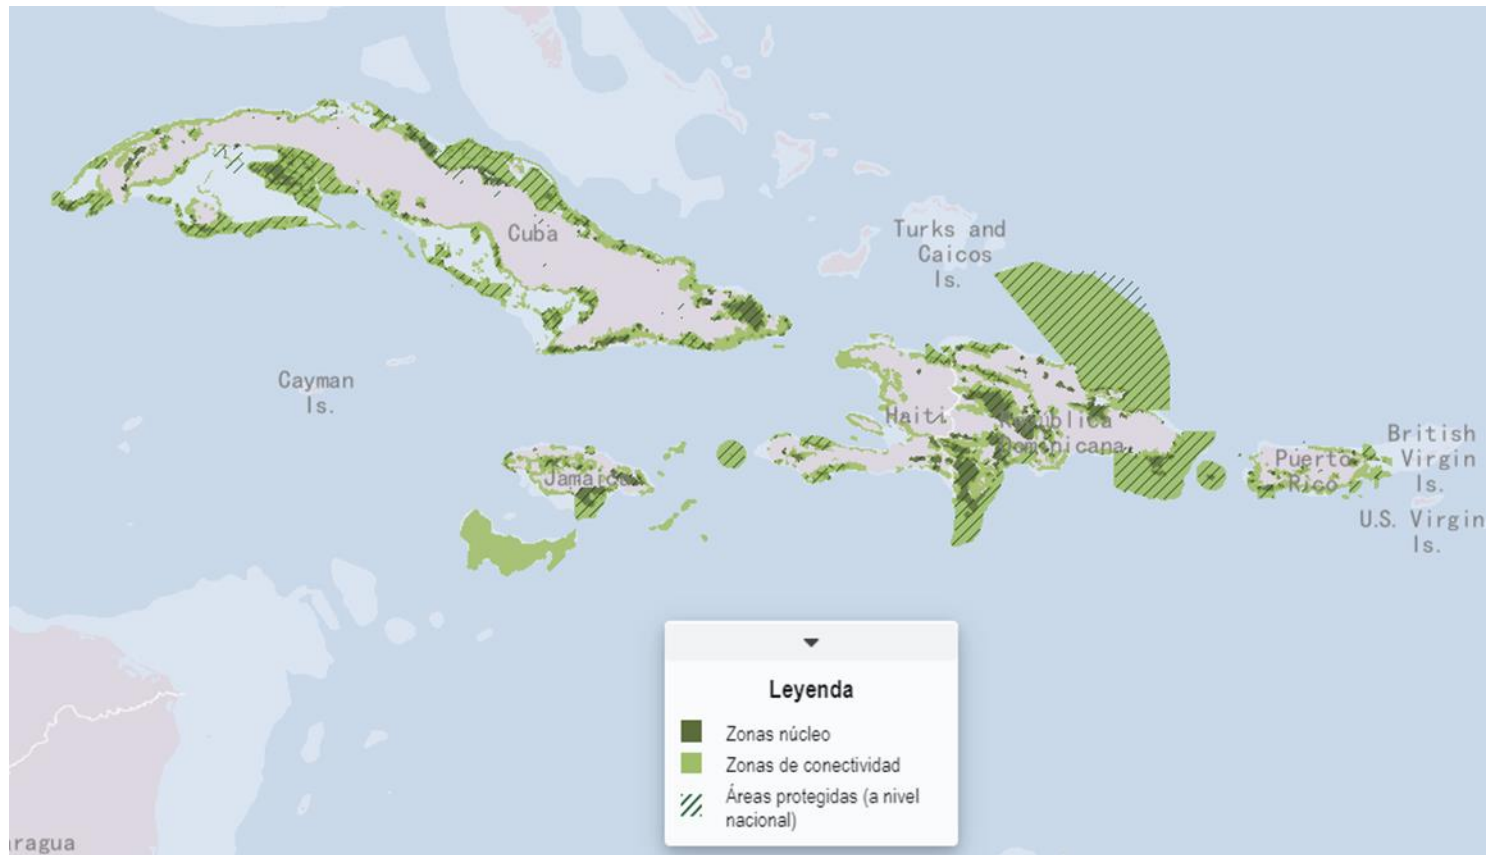 Cuba
Turks and
Caicos
Is.
Cayman
Is.
Haiti
República
Dominicana
Jamaica
Puerto
Rico
British
Virgin
Is.
U.S. Virgin
Is.
Leyenda
Zonas núcleo
Zonas de conectividad
Áreas protegidas (a nivel
nacional)
aragua